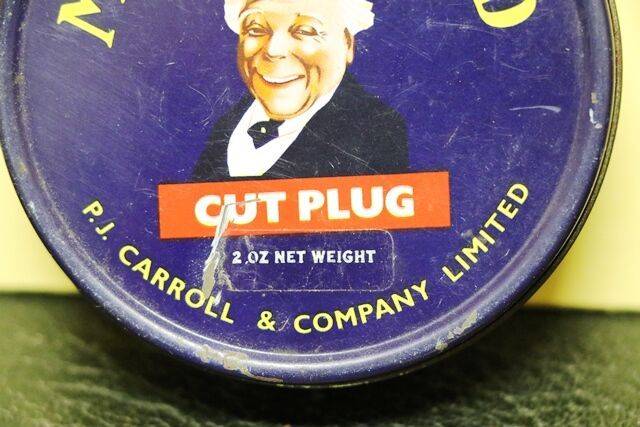 CUT PLUG
2 OZ NET WEIGHT
P.J. CARROLL & COMPANY LIMITED